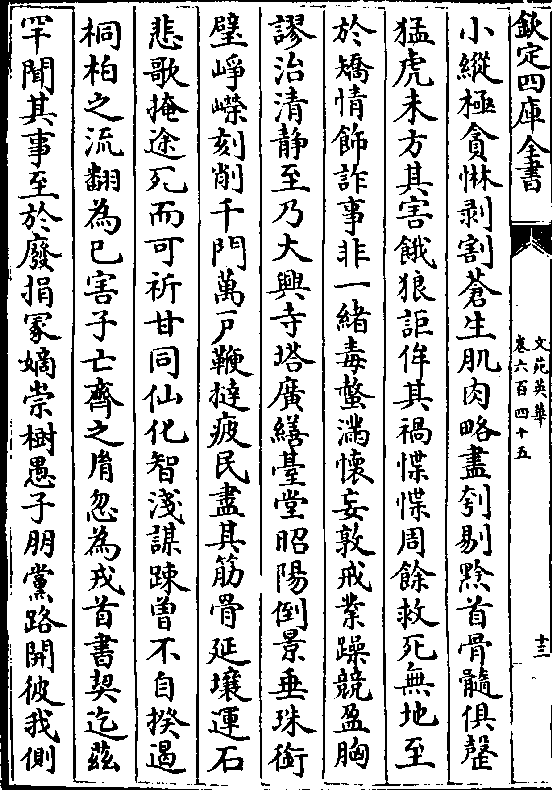 欽定四庫全書
文苑英華
卷六百四十五
十三
小縱極貪惏剥割蒼生肌肉略盡刳剔黔首骨髓俱罄
猛虎未方其害餓狼詎侔其禍惵惵周餘救死無地至
於矯情飾詐事非一緒毒螫滿懷妄敦戒業躁競盈胸
謬治清静至乃大興寺塔廣繕臺堂昭陽倒景垂珠銜
璧崢嶸刻削千門萬戸鞭撻疲民盡其筋骨延壤運石
悲歌掩途死而可祈甘同仙化智淺謀踈曽不自揆遏
桐柏之流翻為已害子亡齊之胄忽為戎首書契迄兹
罕聞其事至於廢捐冢嫡崇樹愚子朋黨路開彼我側